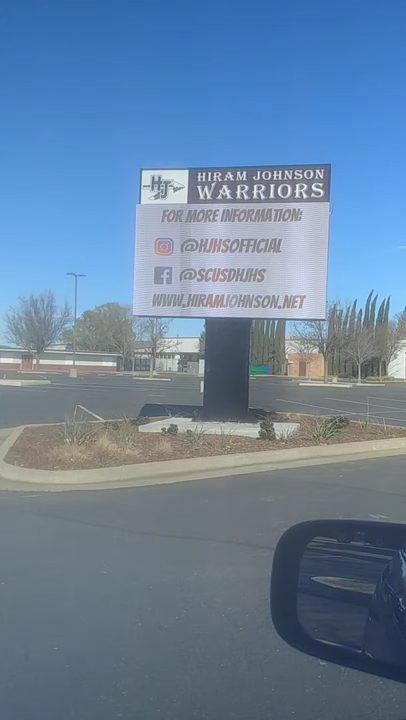 HJ
HIRAM JOHNSON
WARRIORS
FOR MORE INFORMATION:
@HJHSOFFICIAL
@SCUSDHJHS
WWW.HIRAMJOHNSON.NET